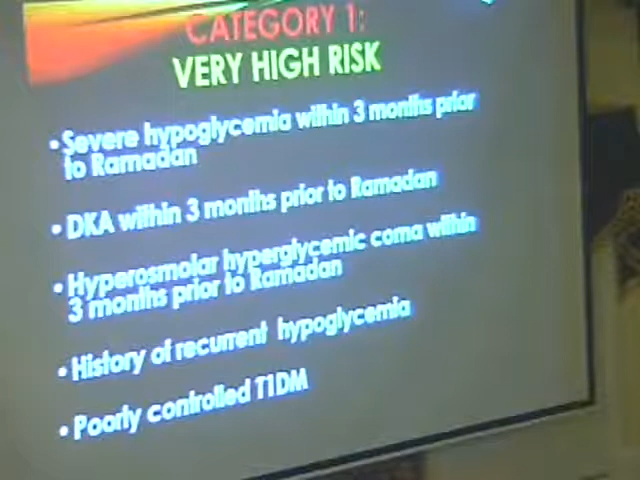 CATEGORY 1:
VERY HIGH RISK
• Severe hypoglycemia within 3 months prior
to Ramadan
• DKA within 3 months prior to Ramadan
• Hyperosmolar hyperglycemic coma within
3 months prior to Ramadan
• History of recurrent hypoglycemia
• Poorly controlled T1DM